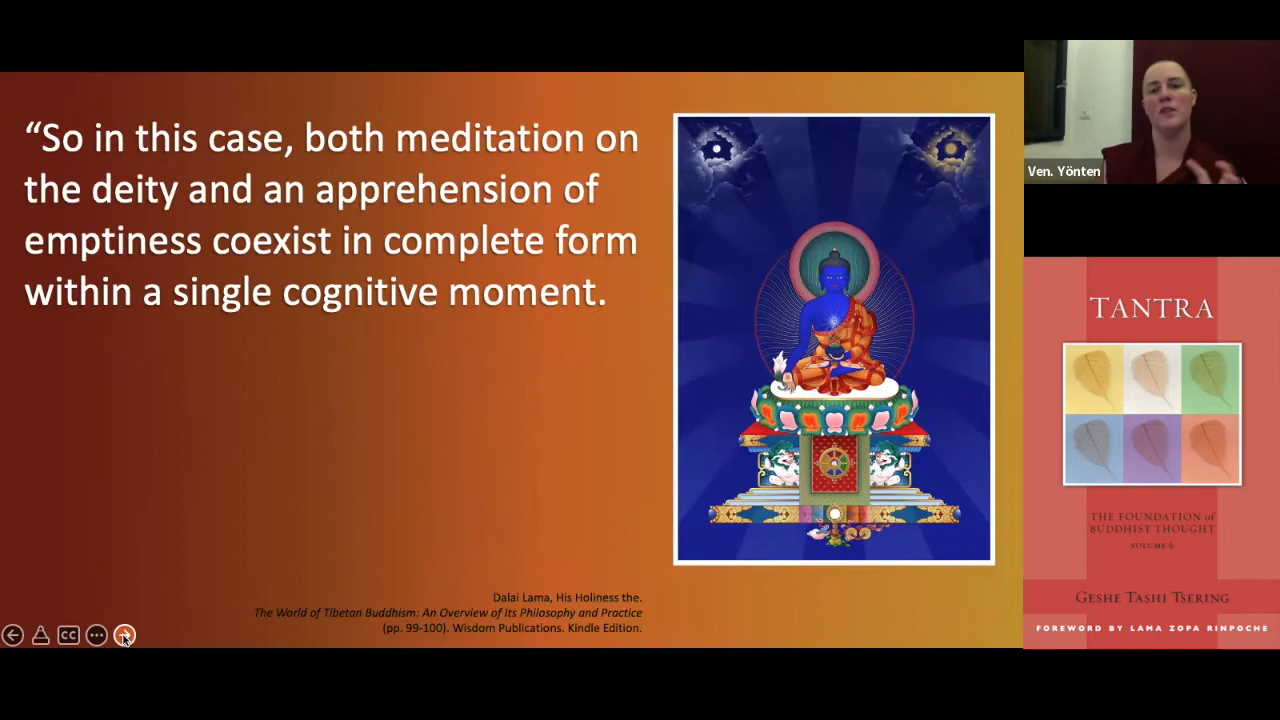 “So in this case, both meditation on
the deity and an apprehension of
emptiness coexist in complete form
within a single cognitive moment.
Dalai Lama, His Holiness the.
The World of Tibetan Buddhism: An Overview of Its Philosophy and Practice
(pp. 99-100). Wisdom Publications. Kindle Edition.
CC
Ven. Yönten
TANTRA
THE FOUNDATION of
BUDDHIST THOUGHT
VOLUME 6
GESHE TASHI TSERING
FOREWORD BY LAMA ZOPA RINPOCHE